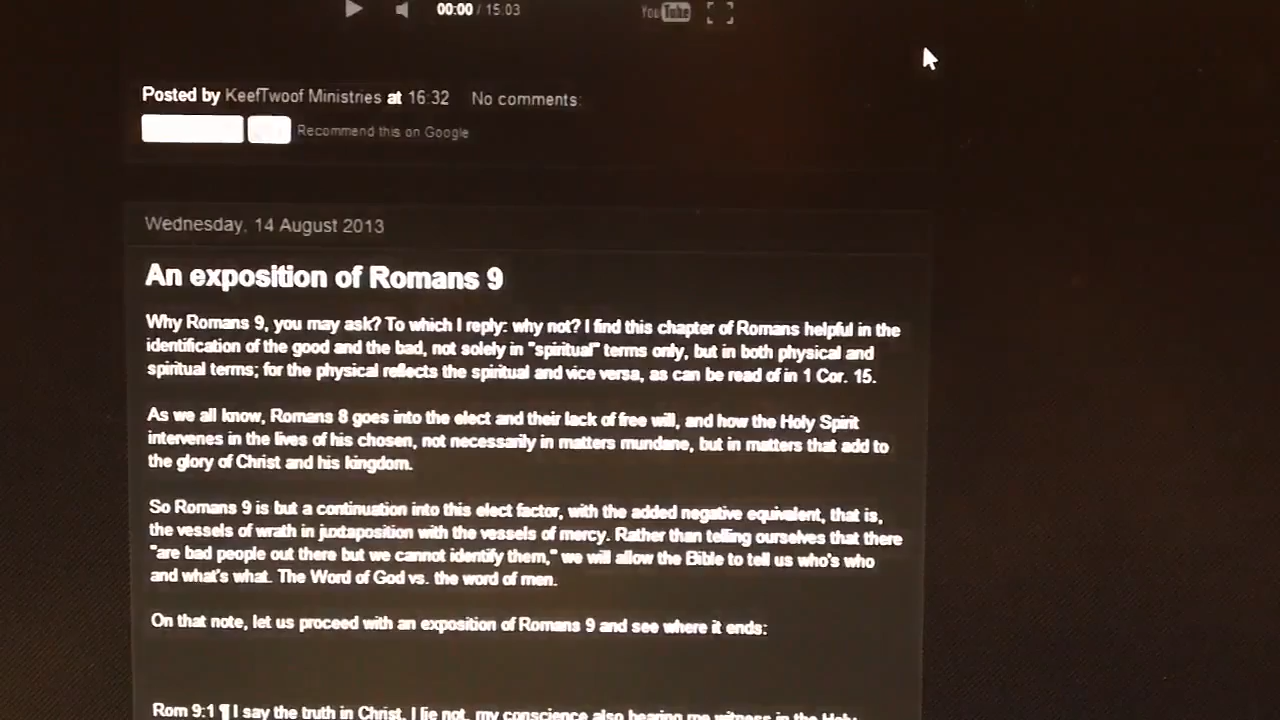 00:00 / 15:03 You Tube
Posted by KeefTwoof Ministries at 16:32 No comments:
Recommend this on Google
Wednesday, 14 August 2013
An exposition of Romans 9
Why Romans 9, you may ask? To which I reply: why not? I find this chapter of Romans helpful in the
identification of the good and the bad, not solely in "spiritual" terms only, but in both physical and
spiritual terms; for the physical reflects the spiritual and vice versa, as can be read of in 1 Cor. 15.
As we all know, Romans 8 goes into the elect and their lack of free will, and how the Holy Spirit
intervenes in the lives of his chosen, not necessarily in matters mundane, but in matters that add to
the glory of Christ and his kingdom.
So Romans 9 is but a continuation into this elect factor, with the added negative equivalent, that is,
the vessels of wrath in juxtaposition with the vessels of mercy. Rather than telling ourselves that there
"are bad people out there but we cannot identify them," we will allow the Bible to tell us who's who
and what's what. The Word of God vs. the word of men.
On that note, let us proceed with an exposition of Romans 9 and see where it ends:
Rom 9:1 ¶ I say the truth in Christ, I lie not, my conscience also bearing me witness in the Holy